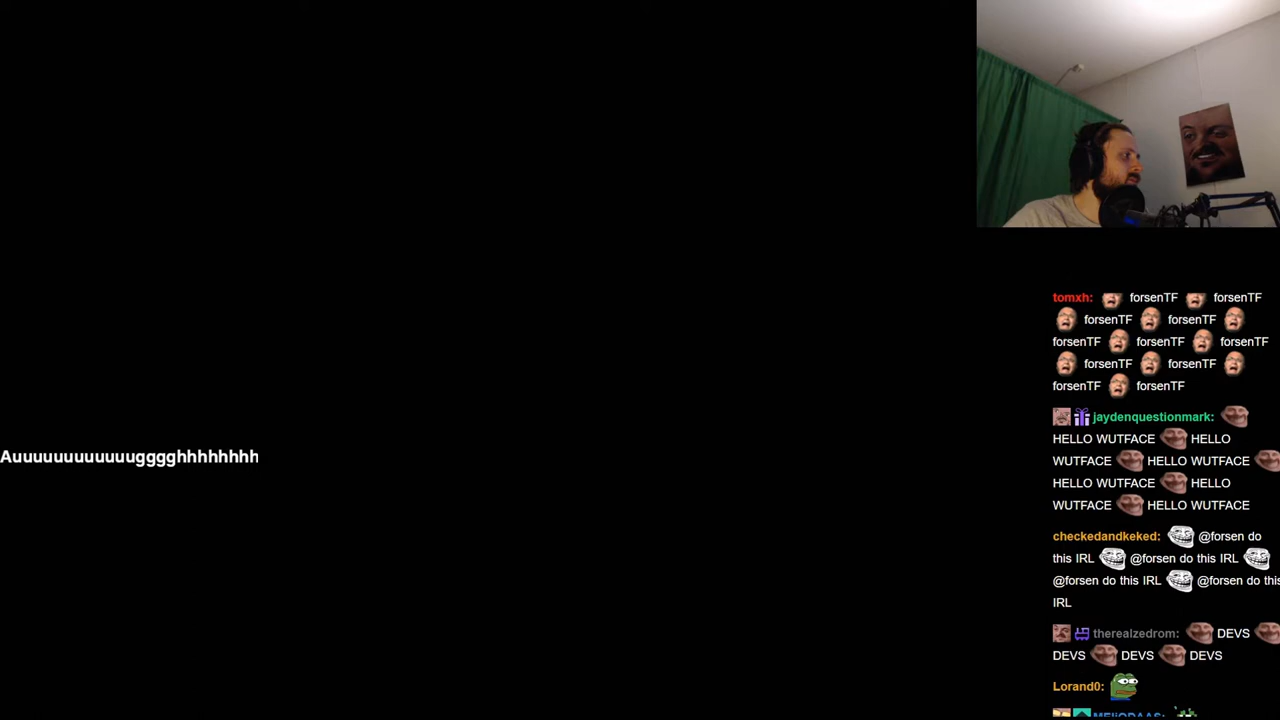 tomxh: forsenTF forsenTF
forsenTF forsenTF
forsenTF forsenTF forsenTF
forsenTF forsenTF
forsenTF forsenTF
jaydenquestionmark:
HELLO WUTFACE HELLO
WUTFACE HELLO WUTFACE
HELLO WUTFACE HELLO
WUTFACE HELLO WUTFACE
Auuuuuuuuuuuugggghhhhhhhh
checkedandkeked: @forsen do
this IRL @forsen do this IRL
@forsen do this IRL @forsen do this
IRL
therealzedrom: DEVS
DEVS DEVS DEVS
Lorand0:
MEliODAAS: